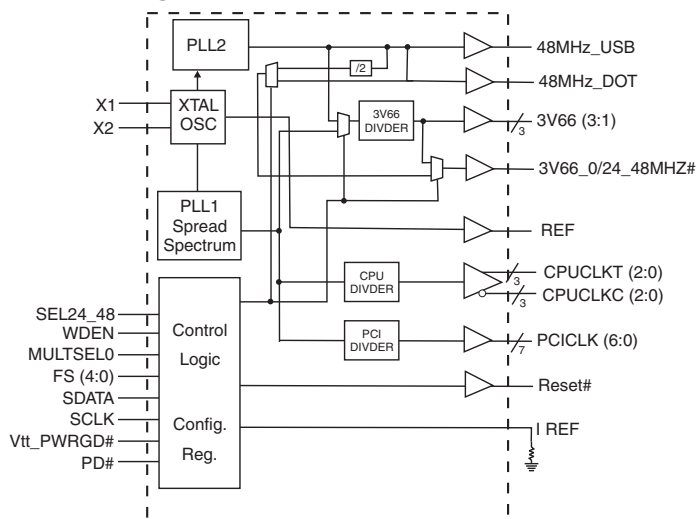 PLL2
48MHz_USB
/2
48MHz_DOT
X1
X2
XTAL
OSC
3V66
DIVDER
3
3V66 (3:1)
3V66_0/24_48MHZ#
PLL1
Spread
Spectrum
REF
CPU
DIVDER
3
CPUCLKT (2:0)
3
CPUCLKC (2:0)
SEL24_48
WDEN
MULTSEL0
FS (4:0)
SDATA
SCLK
Vtt_PWRGD#
PD#
Control
Logic
Config.
Reg.
PCI
DIVDER
7
PCICLK (6:0)
Reset#
I REF